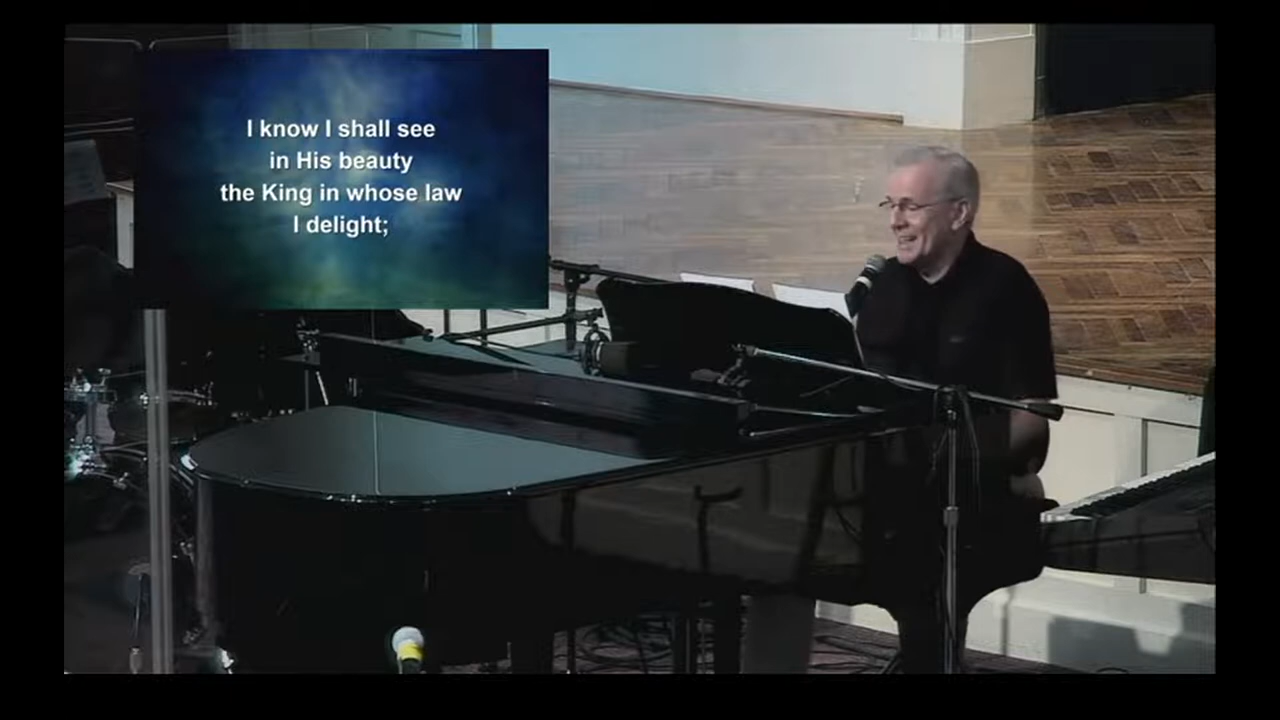 I know I shall see
in His beauty
the King in whose law
I delight;